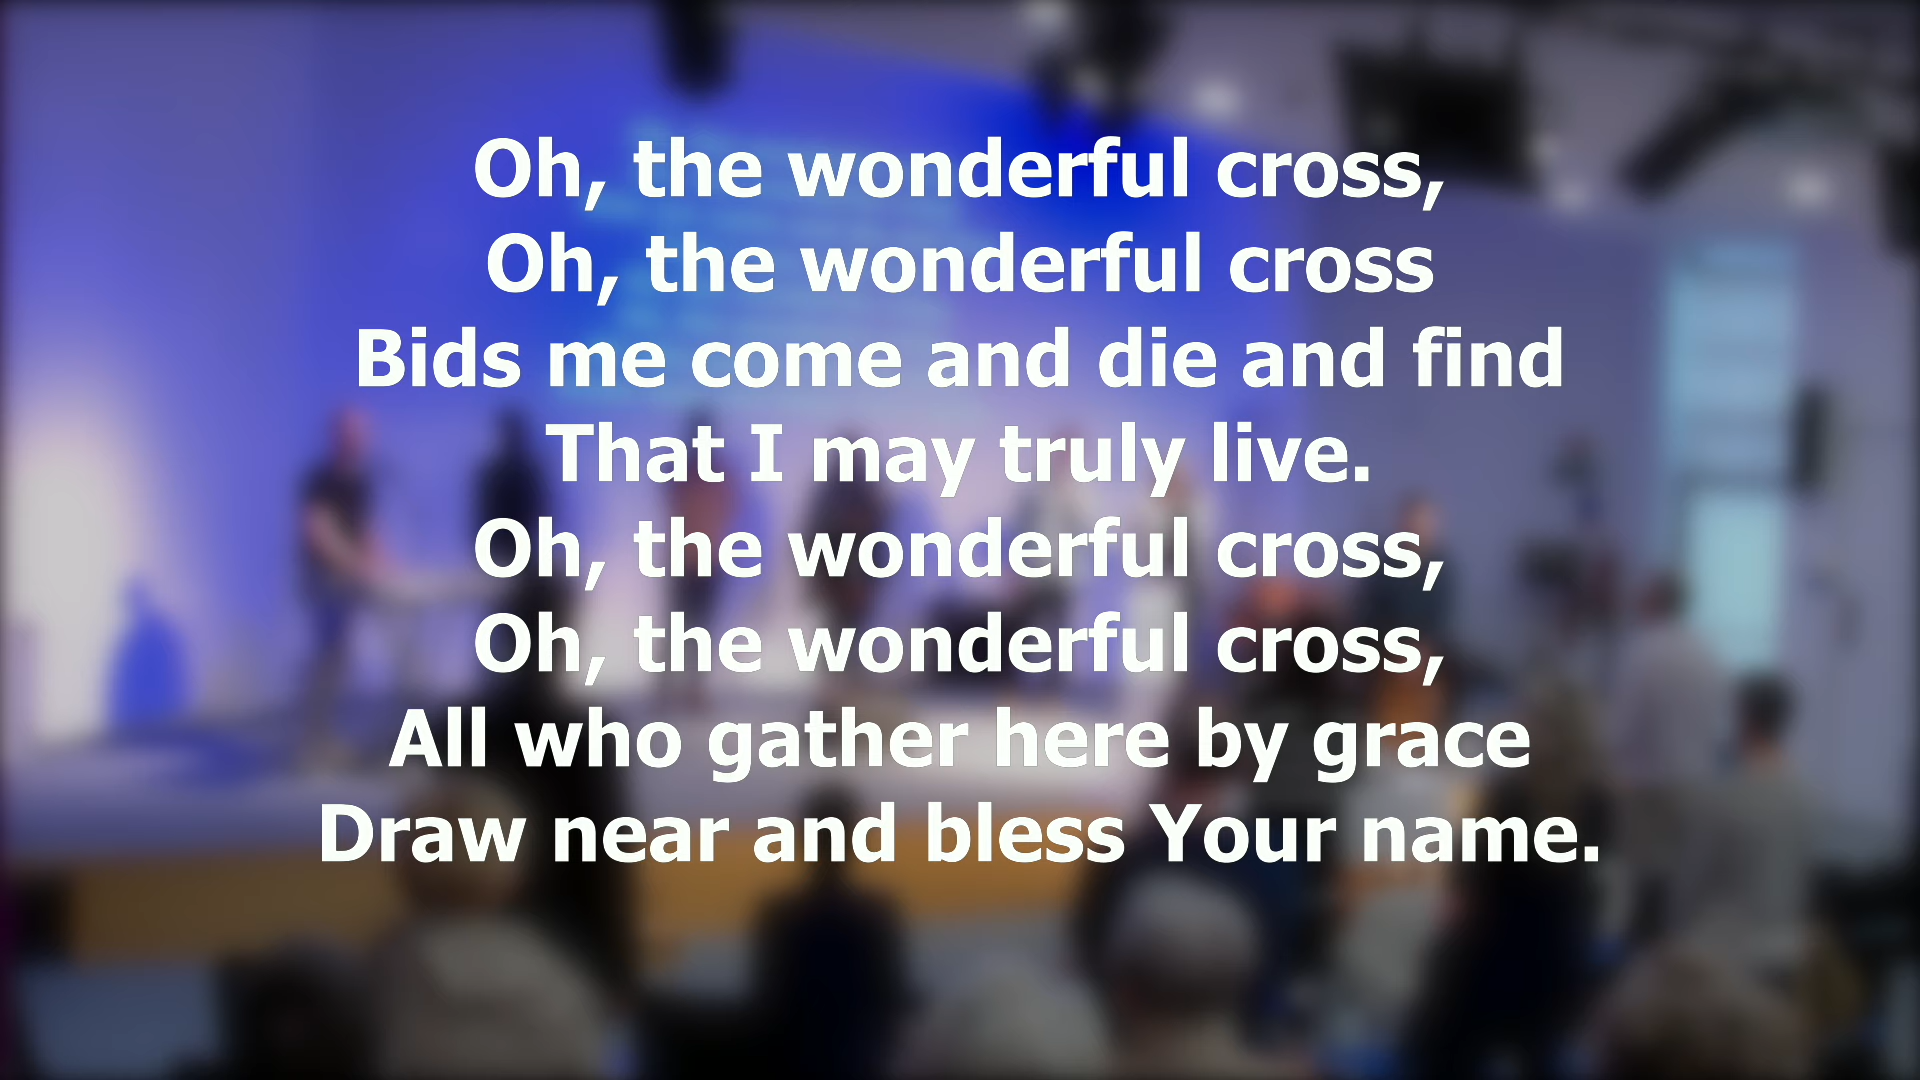 Oh, the wonderful cross,
Oh, the wonderful cross
Bids me come and die and find
That I may truly live.
Oh, the wonderful cross,
Oh, the wonderful cross,
All who gather here by grace
Draw near and bless Your name.